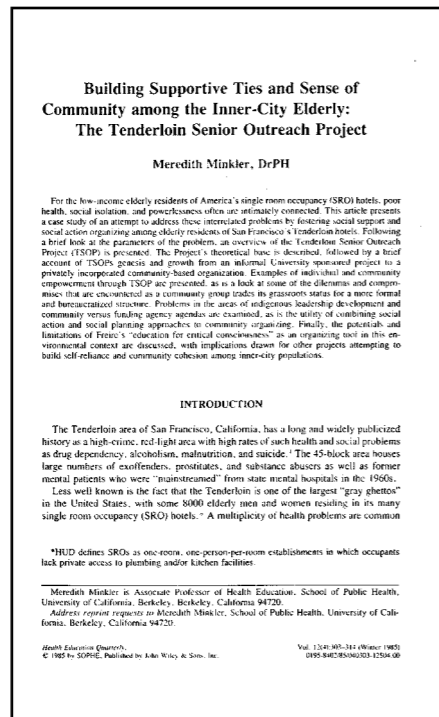 Building Supportive Ties and Sense of
Community among the Inner-City Elderly:
The Tenderloin Senior Outreach Project
Meredith Minkler, DrPH
For the low-income elderly residents of America's single room occupancy (SRO) hotels, poor
health, social isolation, and powerlessness often are intimately connected. This article presents
a case study of an attempt to address these interrelated problems by fostering social support and
social action organizing among elderly residents of San Francisco's Tenderloin hotels. Following
a brief look at the parameters of the problem, an overview of the Tenderloin Senior Outreach
Project (TSOP) is presented. The Project's theoretical base is described, followed by a brief
account of TSOPs genesis and growth from an informal University sponsored project to a
privately incorporated community-based organization. Examples of individual and community
empowerment through TSOP are presented, as is a look at some of the dilemmas and compro-
mises that are encountered as a community group trades its grassroots status for a more formal
and bureaucratized structure. Problems in the areas of indigenous leadership development and
community versus funding agency agendas are examined, as is the utility of combining social
action and social planning approaches to community organizing. Finally, the potentials and
limitations of Freire's "education for critical consciousness" as an organizing tool in this en-
vironmental context are discussed, with implications drawn for other projects attempting to
build self-reliance and community cohesion among inner-city populations.
INTRODUCTION
The Tenderloin area of San Francisco, California, has a long and widely publicized
history as a high-crime, red-light area with high rates of such health and social problems
as drug dependency, alcoholism, malnutrition, and suicide.¹ The 45-block area houses
large numbers of exoffenders, prostitutes, and substance abusers as well as former
mental patients who were "mainstreamed" from state mental hospitals in the 1960s.
Less well known is the fact that the Tenderloin is one of the largest "gray ghettos"
in the United States, with some 8000 elderly men and women residing in its many
single room occupancy (SRO) hotels.* A multiplicity of health problems are common
*HUD defines SROs as one-room, one-person-per-room establishments in which occupants
lack private access to plumbing and/or kitchen facilities.
Meredith Minkler is Associate Professor of Health Education, School of Public Health,
University of California, Berkeley, Berkeley, California 94720.
Address reprint requests to Meredith Minkler, School of Public Health, University of Cali-
fornia, Berkeley 94720.
Health Education Quarterly, Vol. 12(4):303–314 (Winter 1985)
© 1985 by SOPHE, Published by John Wiley & Sons, Inc.